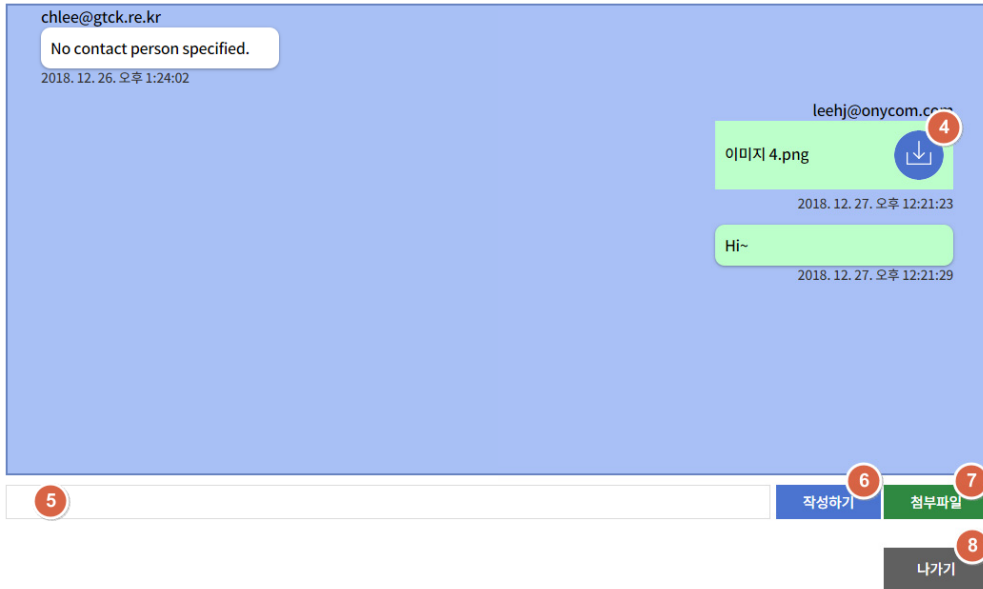 chlee@gtck.re.kr
No contact person specified.
2018. 12. 26. 오후 1:24:02
leehj@onycom.com
4
이미지 4.png
2018. 12. 27. 오후 12:21:23
Hi~
2018. 12. 27. 오후 12:21:29
5
6
7
작성하기
첨부파일
8
나가기